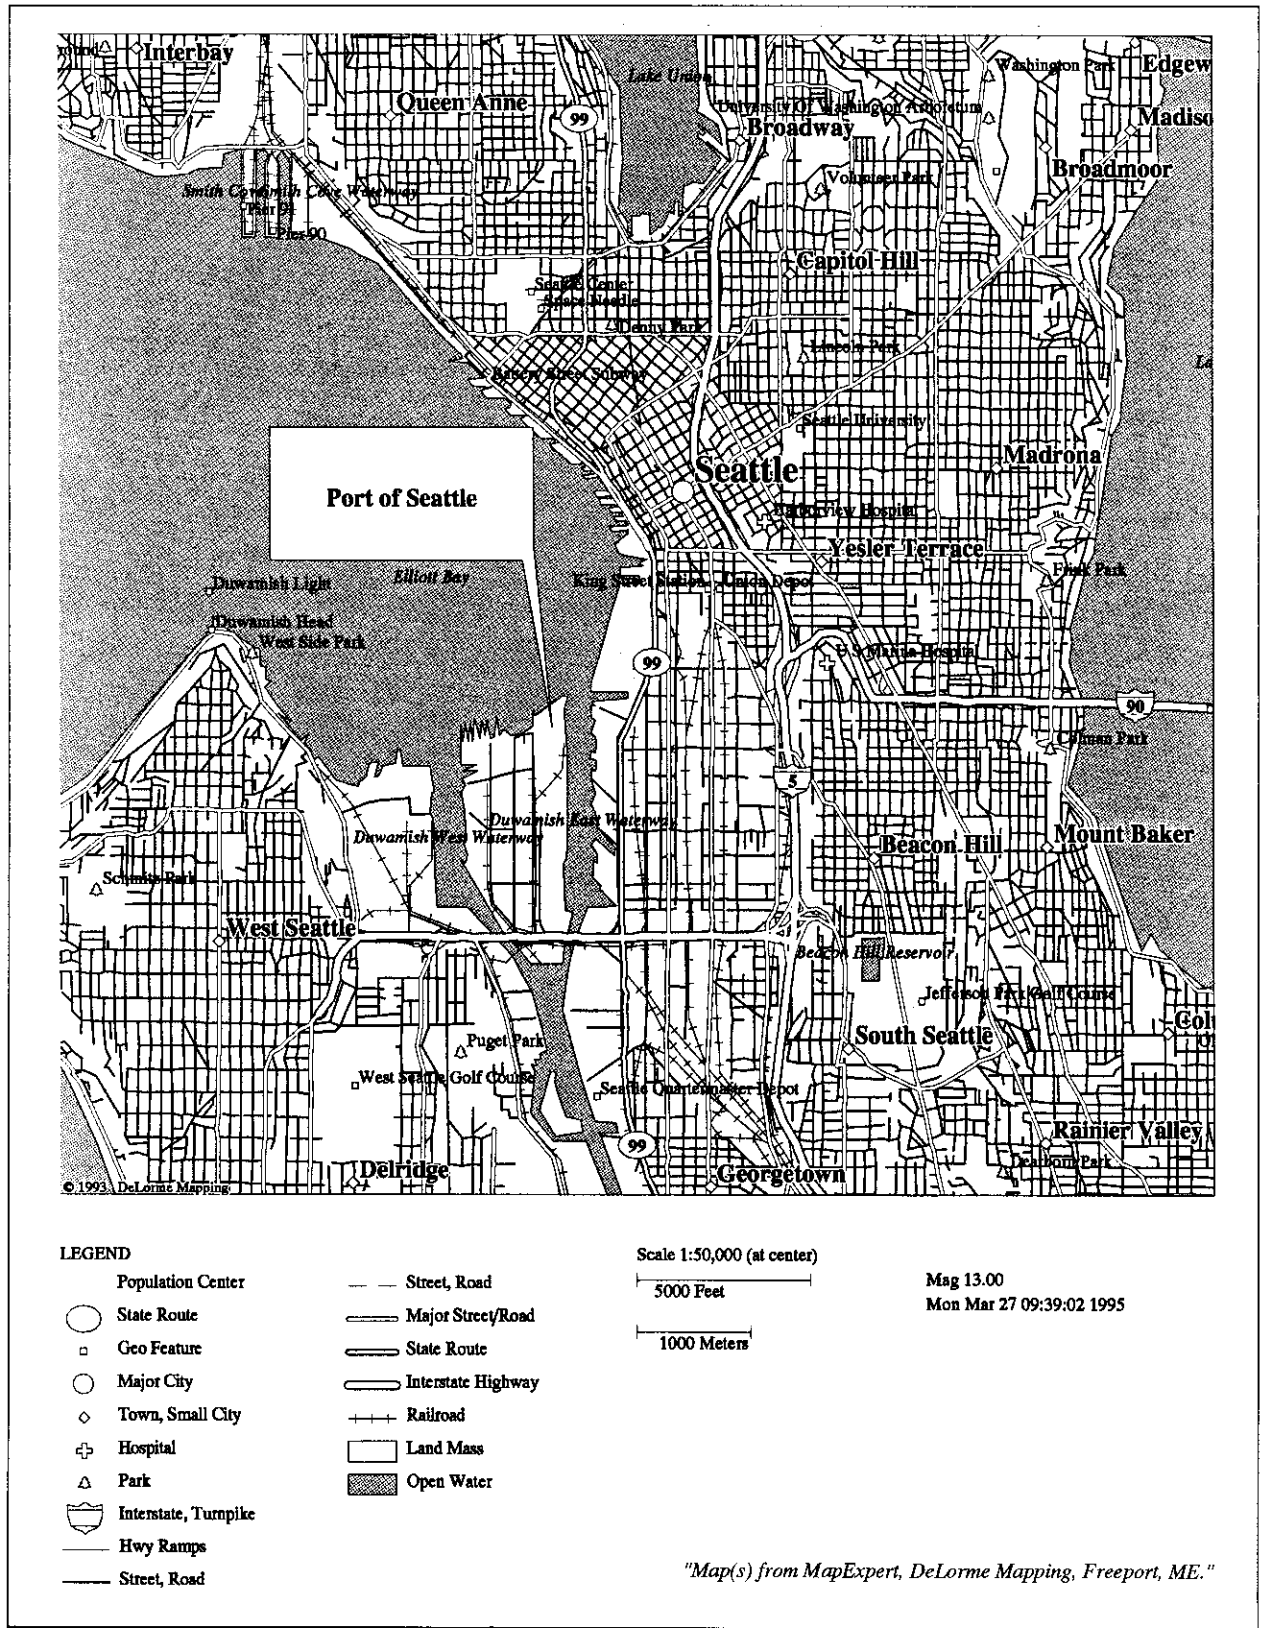 Interbay
Edgew
Lake Union
Washington Park
Queen Anne
99
University Of Washington Arboretum
Madiso
Broadway
Broadmoor
Volunteer Park
Smith Cove
Waterway
Pier 91
Pier 90
Capitol Hill
Seattle Center
Space Needle
Denny Park
Lincoln Park
La
Battery Street Subway
Seattle University
Madrona
Seattle
Port of Seattle
Harborview Hospital
Yesler Terrace
Frink Park
Elliott Bay
King Street Station
Union Depot
Duwamish Light
Duwamish Head
West Side Park
99
U S Marine Hospital
90
Colman Park
5
Duwamish East Waterway
Duwamish West Waterway
Mount Baker
Beacon Hill
Schmitz Park
West Seattle
Beacon Hill Reservoir
Jefferson Park Golf Course
Colu
South Seattle
Puget Park
West Seattle Golf Course
Seattle Quartermaster Depot
Rainier Valley
99
Dearborn Park
Delridge
Georgetown
© 1993 DeLorme Mapping
LEGEND
Population Center
State Route
Geo Feature
Major City
Town, Small City
Hospital
Park
Interstate, Turnpike
Hwy Ramps
Street, Road
Street, Road
Major Street/Road
State Route
Interstate Highway
Railroad
Land Mass
Open Water
Scale 1:50,000 (at center)
5000 Feet
1000 Meters
Mag 13.00
Mon Mar 27 09:39:02 1995
"Map(s) from MapExpert, DeLorme Mapping, Freeport, ME."